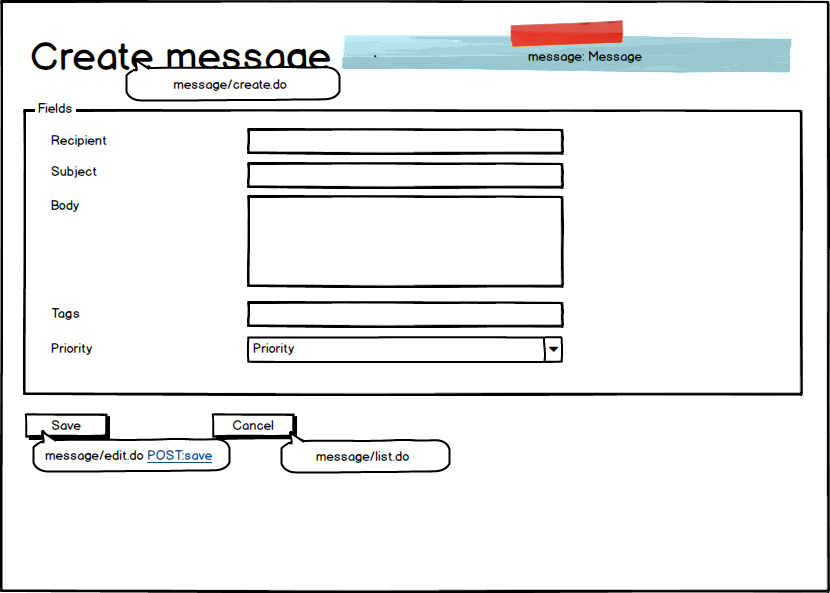 Create message
message: Message
message/create.do
Fields
Recipient
Subject
Body
Tags
Priority
Priority
Save
Cancel
message/edit.do POST:save
message/list.do